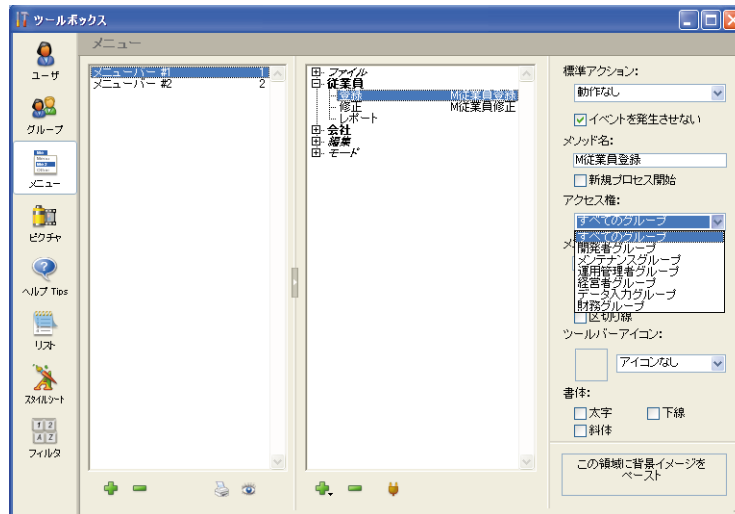 ツールボックス
メニュー
ユーザ
グループ
メニュー
ピクチャ
ヘルプ Tips
リスト
スタイルシート
フィルタ
メニューバー #1 1
メニューバー #2 2
ファイル
従業員
登録 M従業員登録
修正 M従業員修正
レポート
会社
編集
モード
標準アクション:
動作なし
イベントを発生させない
メソッド名:
M従業員登録
新規プロセス開始
アクセス権:
すべてのグループ
すべてのグループ
開発者グループ
メンテナンスグループ
運用管理者グループ
経営者グループ
データ入力グループ
財務グループ
区切り線
ツールバーアイコン:
アイコンなし
書体:
太字 下線
斜体
この領域に背景イメージを
ペースト